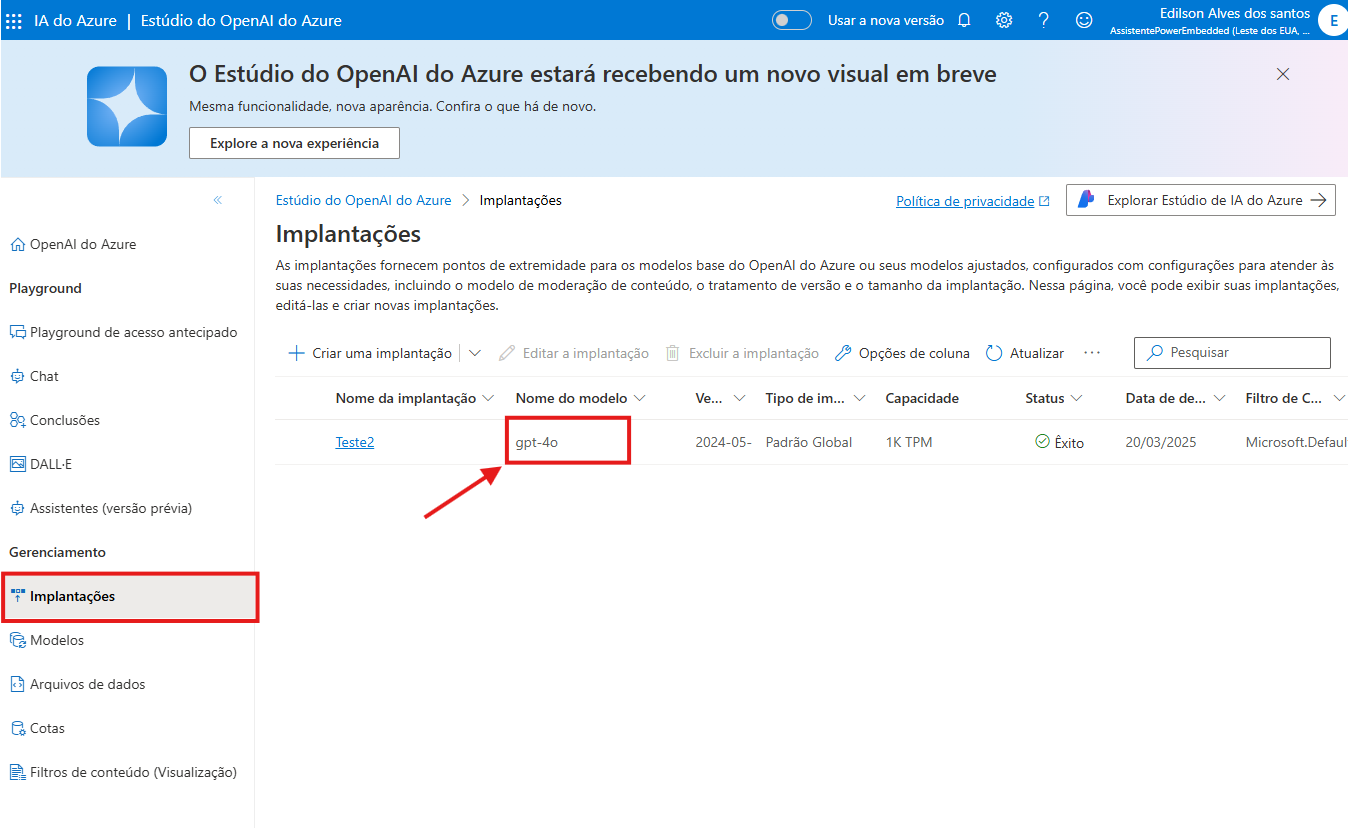 IA do Azure | Estúdio do OpenAI do Azure
Usar a nova versão
Edilson Alves dos santos
AssistentePowerEmbedded (Leste dos EUA, ...
E
O Estúdio do OpenAI do Azure estará recebendo um novo visual em breve
Mesma funcionalidade, nova aparência. Confira o que há de novo.
Explore a nova experiência
OpenAI do Azure
Playground
Playground de acesso antecipado
Chat
Conclusões
DALL·E
Assistentes (versão prévia)
Gerenciamento
Implantações
Modelos
Arquivos de dados
Cotas
Filtros de conteúdo (Visualização)
Estúdio do OpenAI do Azure > Implantações
Política de privacidade
Explorar Estúdio de IA do Azure
Implantações
As implantações fornecem pontos de extremidade para os modelos base do OpenAI do Azure ou seus modelos ajustados, configurados com configurações para atender às
suas necessidades, incluindo o modelo de moderação de conteúdo, o tratamento de versão e o tamanho da implantação. Nessa página, você pode exibir suas implantações,
editá-las e criar novas implantações.
Criar uma implantação
Editar a implantação
Excluir a implantação
Opções de coluna
Atualizar
...
Pesquisar
Nome da implantação Nome do modelo Ve... Tipo de im... Capacidade Status Data de de... Filtro de C...
Teste2 gpt-4o 2024-05- Padrão Global 1K TPM Êxito 20/03/2025 Microsoft.Defaul